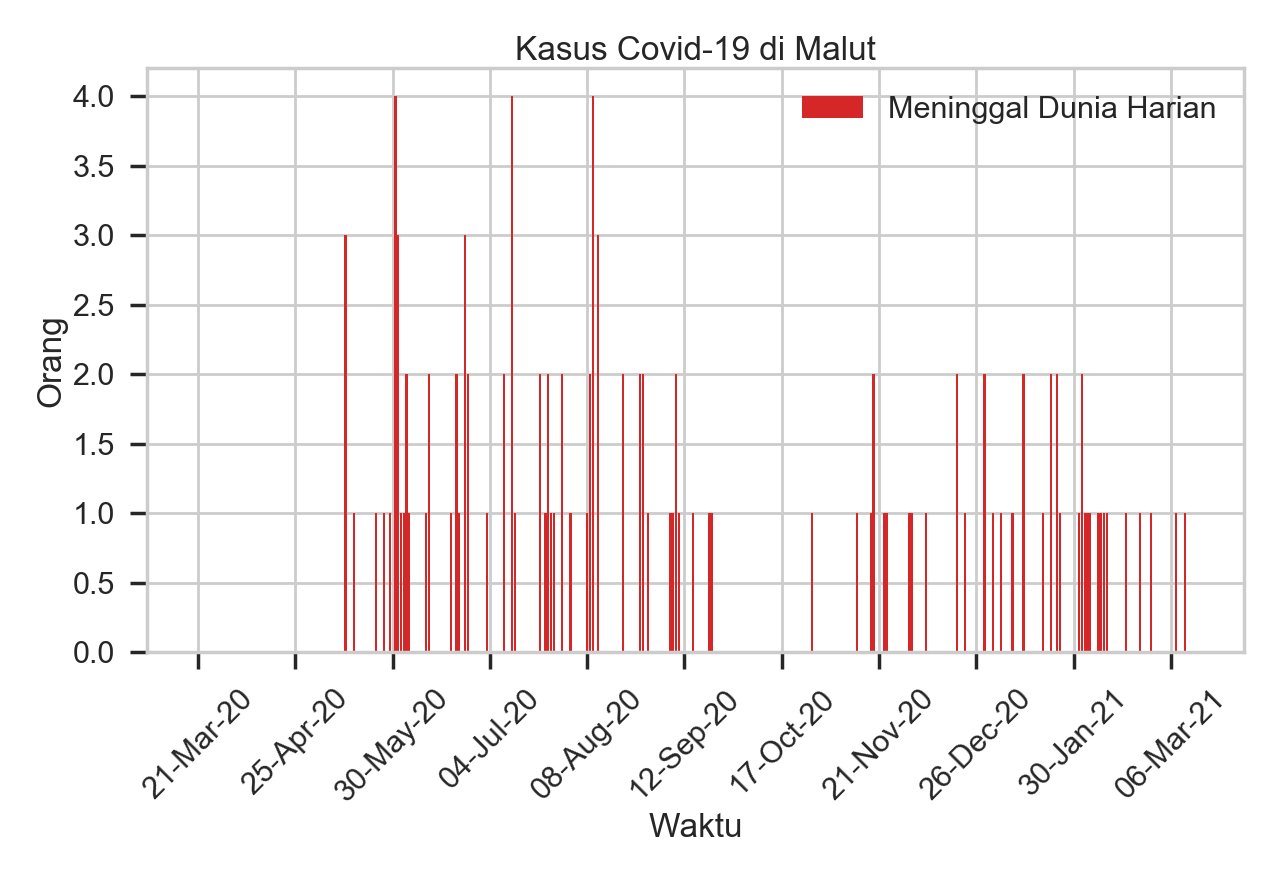 Kasus Covid-19 di Malut
Meninggal Dunia Harian
Orang
4.0
3.5
3.0
2.5
2.0
1.5
1.0
0.5
0.0
21-Mar-20
25-Apr-20
30-May-20
04-Jul-20
08-Aug-20
12-Sep-20
17-Oct-20
21-Nov-20
26-Dec-20
30-Jan-21
06-Mar-21
Waktu